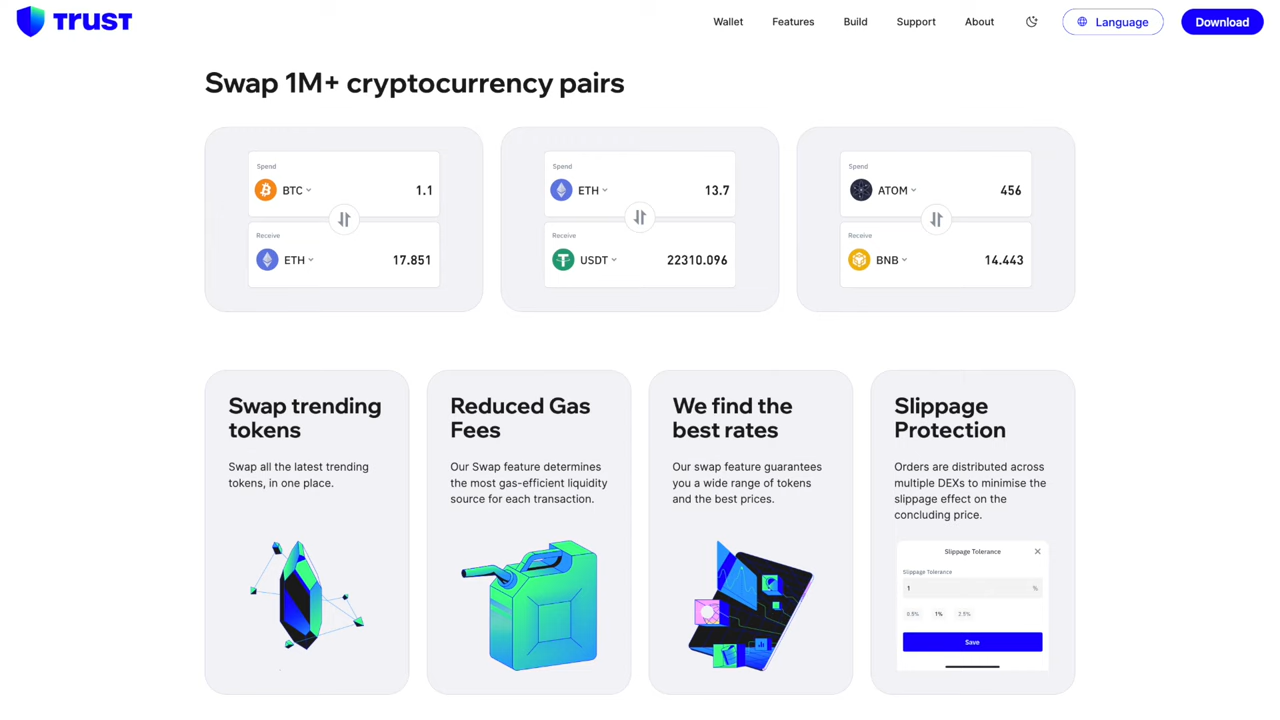 TRUST
Wallet
Features
Build
Support
About
Language
Download
Swap 1M+ cryptocurrency pairs
Spend
BTC
1.1
Receive
ETH
17.851
Spend
ETH
13.7
Receive
USDT
22310.096
Spend
ATOM
456
Receive
BNB
14.443
Swap trending
tokens
Swap all the latest trending
tokens, in one place.
Reduced Gas
Fees
Our Swap feature determines
the most gas-efficient liquidity
source for each transaction.
We find the
best rates
Our swap feature guarantees
you a wide range of tokens
and the best prices.
Slippage
Protection
Orders are distributed across
multiple DEXs to minimise the
slippage effect on the
concluding price.
Slippage Tolerance
Slippage Tolerance
1
%
0.5%
1%
2.5%
Save